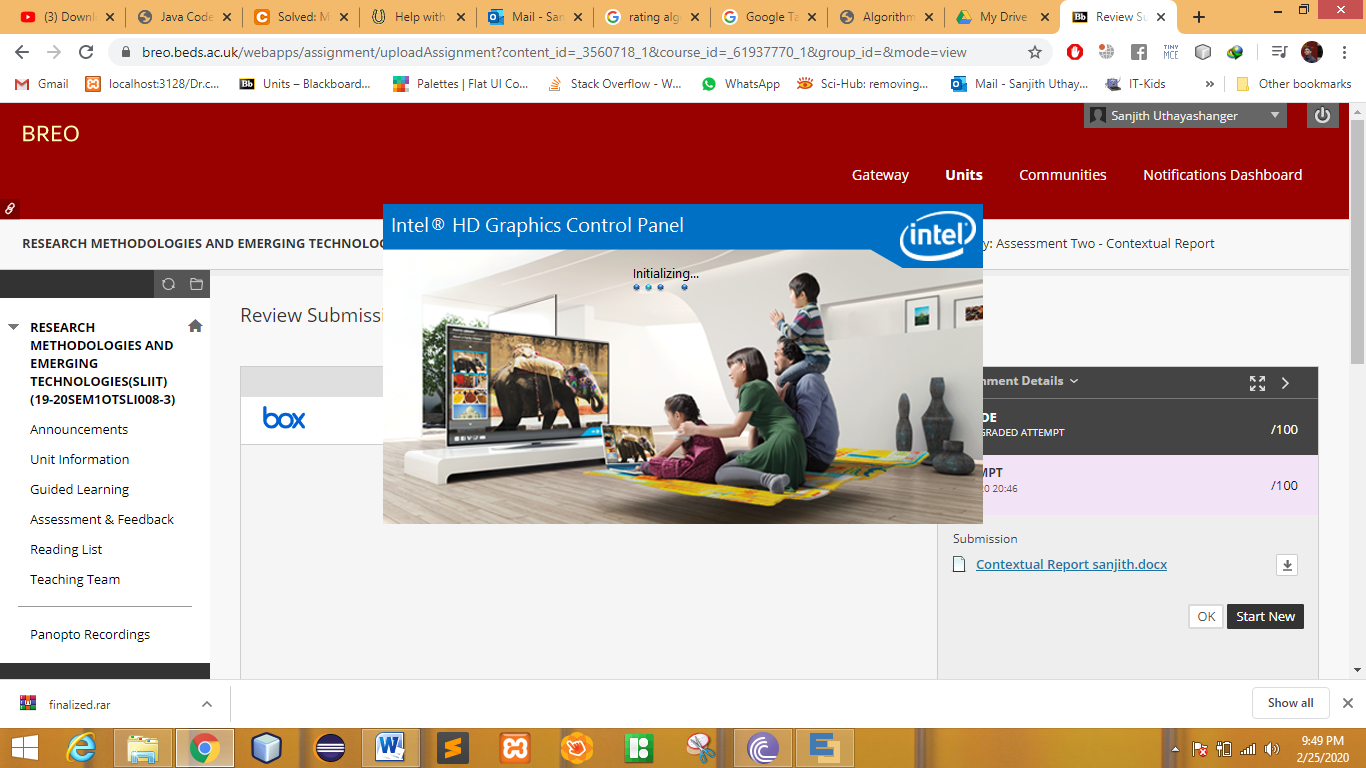 (3) Downl
Java Code
Solved: M
Help with
Mail - San
rating alg
Google Ta
Algorithm
My Drive
Review Su
breo.beds.ac.uk/webapps/assignment/uploadAssignment?content_id=_3560718_1&course_id=_61937770_1&group_id=&mode=view
TINY
MCE
Gmail
localhost:3128/Dr.c...
Units – Blackboard...
Palettes | Flat UI Co...
Stack Overflow - W...
WhatsApp
Sci-Hub: removing...
Mail - Sanjith Uthay...
IT-Kids
»
Other bookmarks
BREO
Sanjith Uthayashanger
Gateway
Units
Communities
Notifications Dashboard
RESEARCH METHODOLOGIES AND EMERGING TECHNOLOG
y: Assessment Two - Contextual Report
Intel® HD Graphics Control Panel
intel
Initializing...
RESEARCH
METHODOLOGIES AND
EMERGING
TECHNOLOGIES(SLIIT)
(19-20SEM1OTSLI008-3)
Announcements
Unit Information
Guided Learning
Assessment & Feedback
Reading List
Teaching Team
Panopto Recordings
Review Submissi
box
nment Details
DE
GRADED ATTEMPT
/100
MPT
20 20:46
/100
Submission
Contextual Report sanjith.docx
OK
Start New
finalized.rar
Show all
9:49 PM
2/25/2020